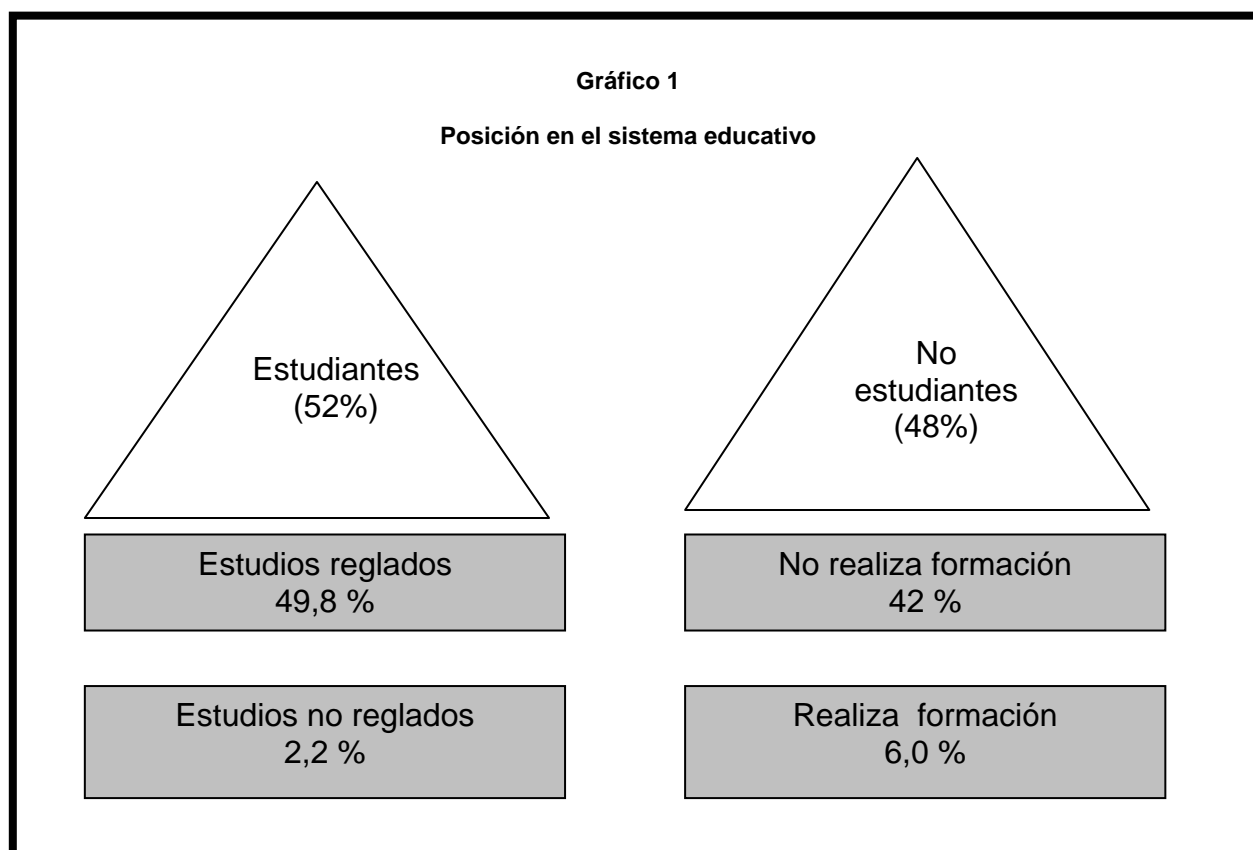 Gráfico 1
Posición en el sistema educativo
Estudiantes
(52%)
No
estudiantes
(48%)
Estudios reglados
49,8 %
No realiza formación
42 %
Estudios no reglados
2,2 %
Realiza  formación
6,0 %